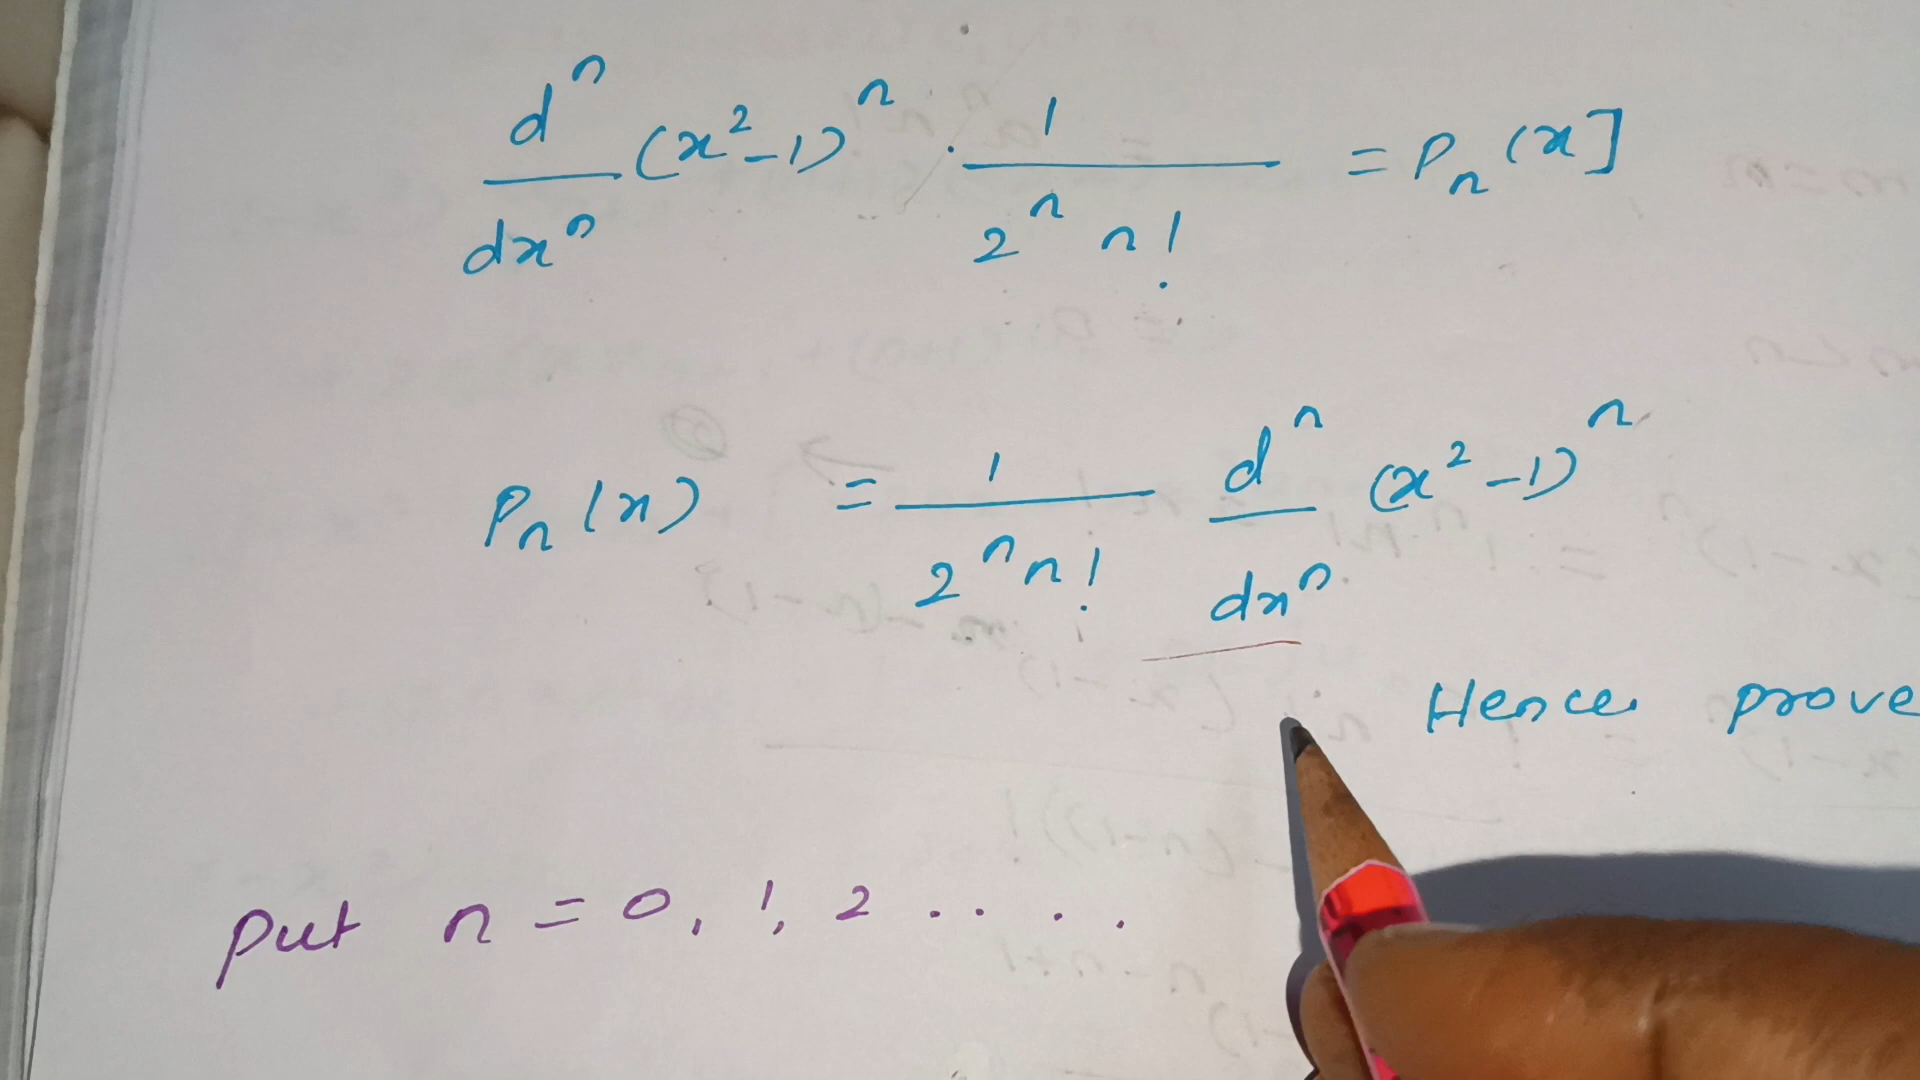 d^n/dx^n (x²-1)^n · 1/(2^n n!) = P_n(x]
P_n(x) = 1/(2^n n!) d^n/dx^n (x²-1)^n
Hence prove
Put n = 0, 1, 2 ....